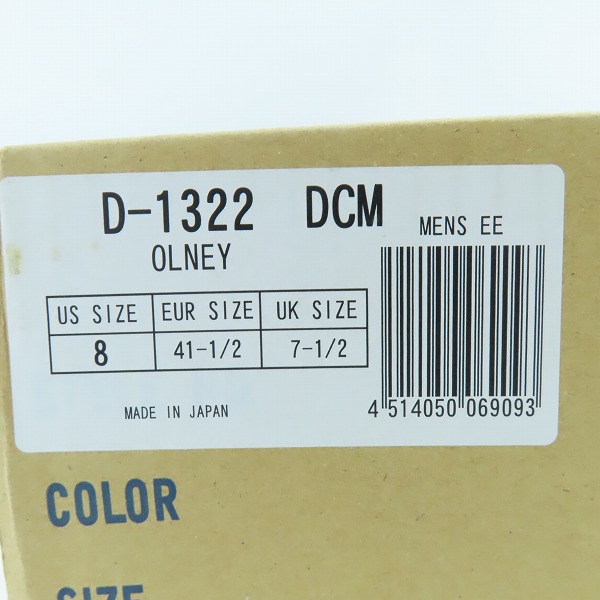 D-1322 DCM
OLNEY
MENS EE
US SIZE EUR SIZE UK SIZE
8 41-1/2 7-1/2
MADE IN JAPAN
4 514050 069093
COLOR
SIZE